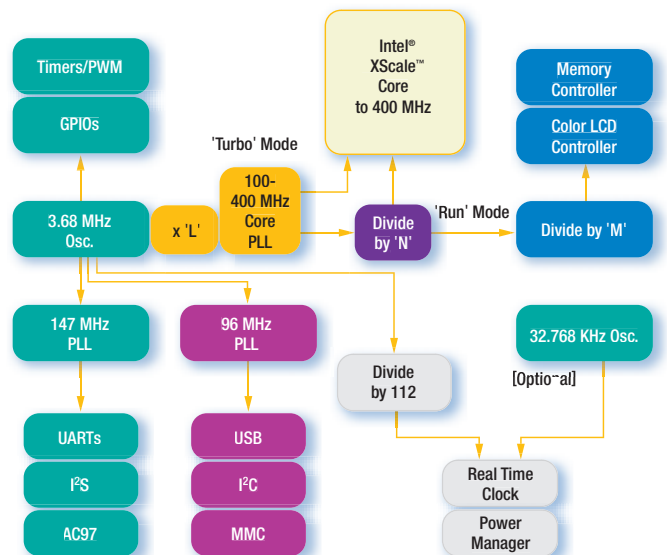 Timers/PWM
GPIOs
Intel®
XScale™
Core
to 400 MHz
Memory
Controller
Color LCD
Controller
'Turbo' Mode
3.68 MHz
Osc.
x 'L'
100-
400 MHz
Core
PLL
Divide
by 'N'
'Run' Mode
Divide by 'M'
147 MHz
PLL
96 MHz
PLL
Divide
by 112
32.768 KHz Osc.
[Optio¯al]
UARTs
I²S
AC97
USB
I²C
MMC
Real Time
Clock
Power
Manager